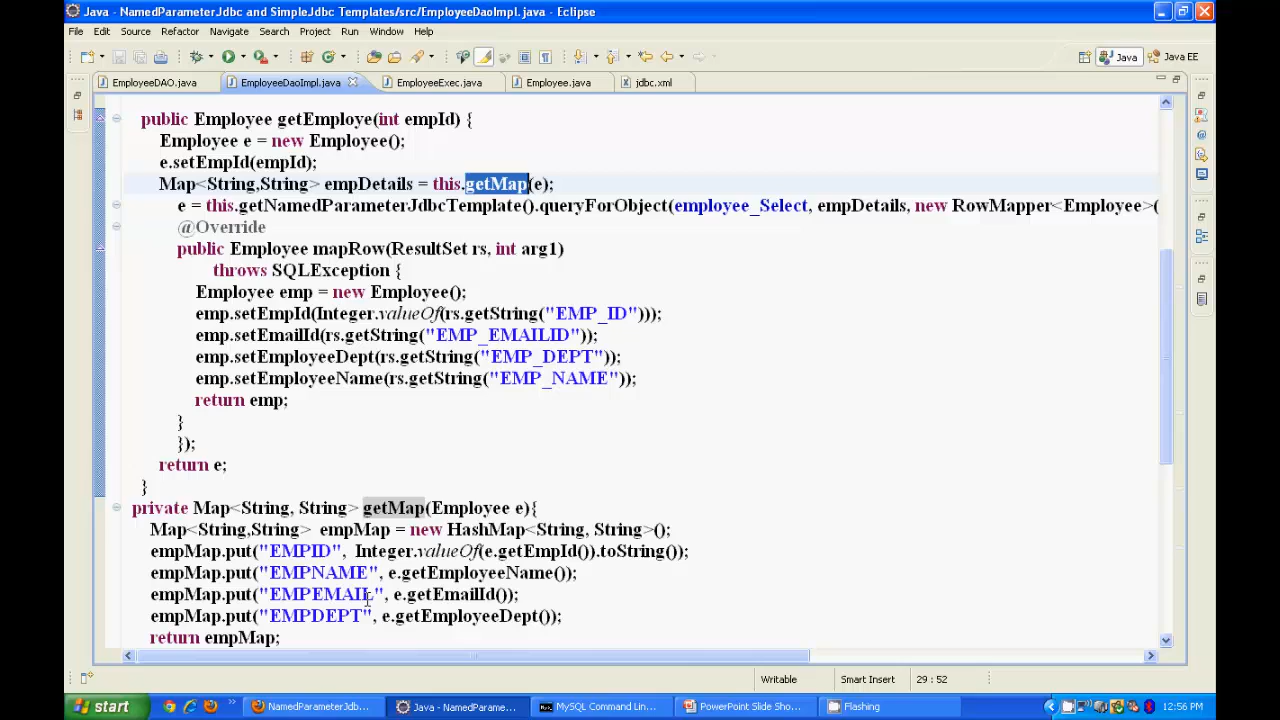 Java - NamedParameterJdbc and SimpleJdbc Templates/src/EmployeeDaoImpl.java - Eclipse
File Edit Source Refactor Navigate Search Project Run Window Help
Java Java EE
EmployeeDAO.java EmployeeDaoImpl.java EmployeeExec.java Employee.java jdbc.xml
public Employee getEmploye(int empId) {
Employee e = new Employee();
e.setEmpId(empId);
Map<String,String> empDetails = this.getMap(e);
e = this.getNamedParameterJdbcTemplate().queryForObject(employee_Select, empDetails, new RowMapper<Employee>(
@Override
public Employee mapRow(ResultSet rs, int arg1)
throws SQLException {
Employee emp = new Employee();
emp.setEmpId(Integer.valueOf(rs.getString("EMP_ID")));
emp.setEmailId(rs.getString("EMP_EMAILID"));
emp.setEmployeeDept(rs.getString("EMP_DEPT"));
emp.setEmployeeName(rs.getString("EMP_NAME"));
return emp;
}
});
return e;
}
private Map<String, String> getMap(Employee e){
Map<String,String> empMap = new HashMap<String, String>();
empMap.put("EMPID", Integer.valueOf(e.getEmpId()).toString());
empMap.put("EMPNAME", e.getEmployeeName());
empMap.put("EMPEMAIL", e.getEmailId());
empMap.put("EMPDEPT", e.getEmployeeDept());
return empMap;
Writable Smart Insert 29 : 52
start NamedParameterJdb... Java - NamedParame... MySQL Command Lin... PowerPoint Slide Sho... Flashing 12:56 PM